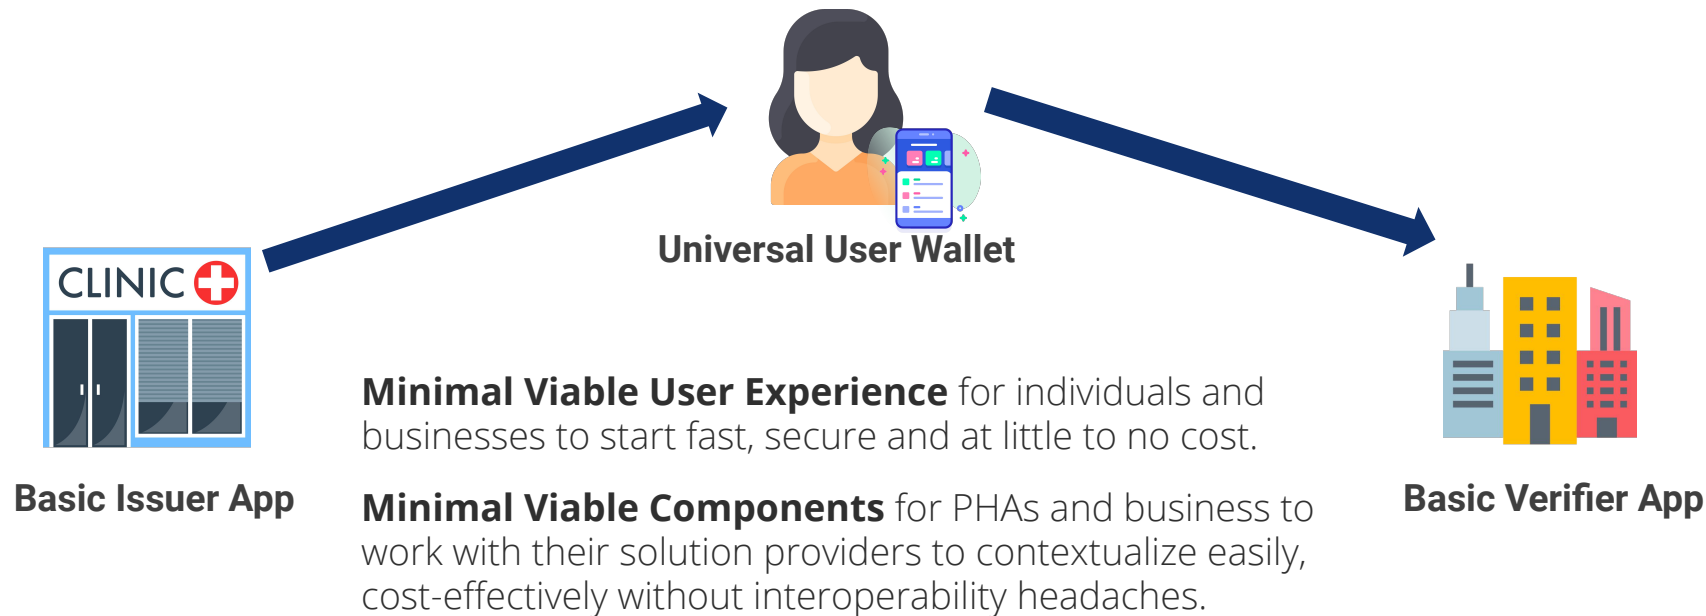 Universal User Wallet
CLINIC
Basic Issuer App
Minimal Viable User Experience for individuals and
businesses to start fast, secure and at little to no cost.
Minimal Viable Components for PHAs and business to
work with their solution providers to contextualize easily,
cost-effectively without interoperability headaches.
Basic Verifier App